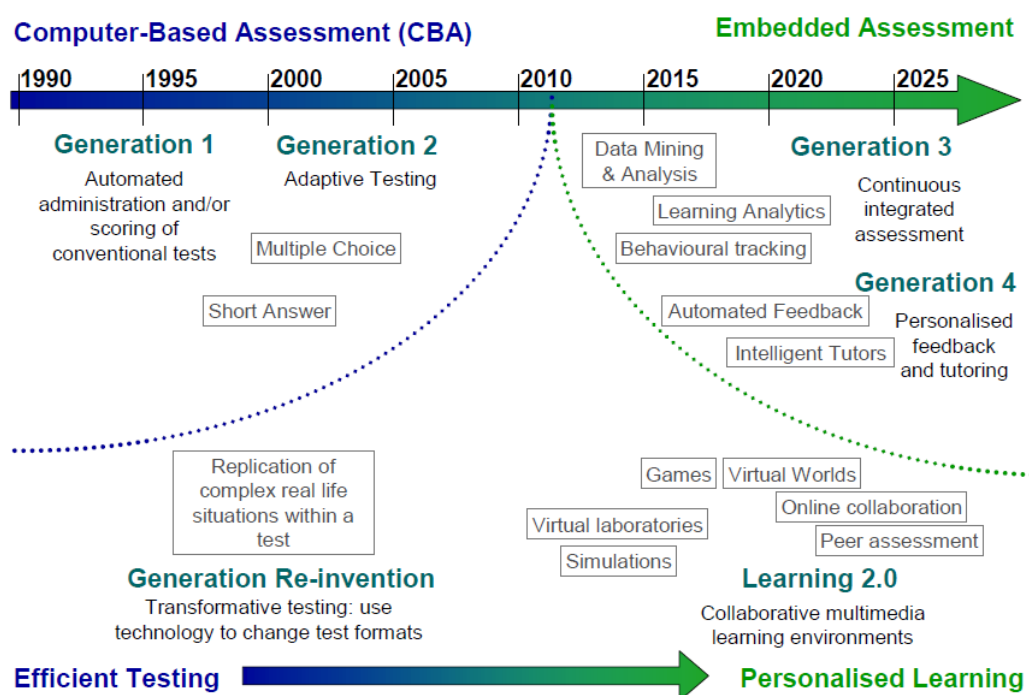 Computer-Based Assessment (CBA)
Embedded Assessment
1990 1995 2000 2005 2010 2015 2020 2025
Generation 1
Automated
administration and/or
scoring of
conventional tests
Generation 2
Adaptive Testing
Multiple Choice
Short Answer
Data Mining
& Analysis
Learning Analytics
Behavioural tracking
Generation 3
Continuous
integrated
assessment
Automated Feedback
Intelligent Tutors
Generation 4
Personalised
feedback
and tutoring
Replication of
complex real life
situations within a
test
Generation Re-invention
Transformative testing: use
technology to change test formats
Games
Virtual Worlds
Online collaboration
Virtual laboratories
Peer assessment
Simulations
Learning 2.0
Collaborative multimedia
learning environments
Efficient Testing
Personalised Learning